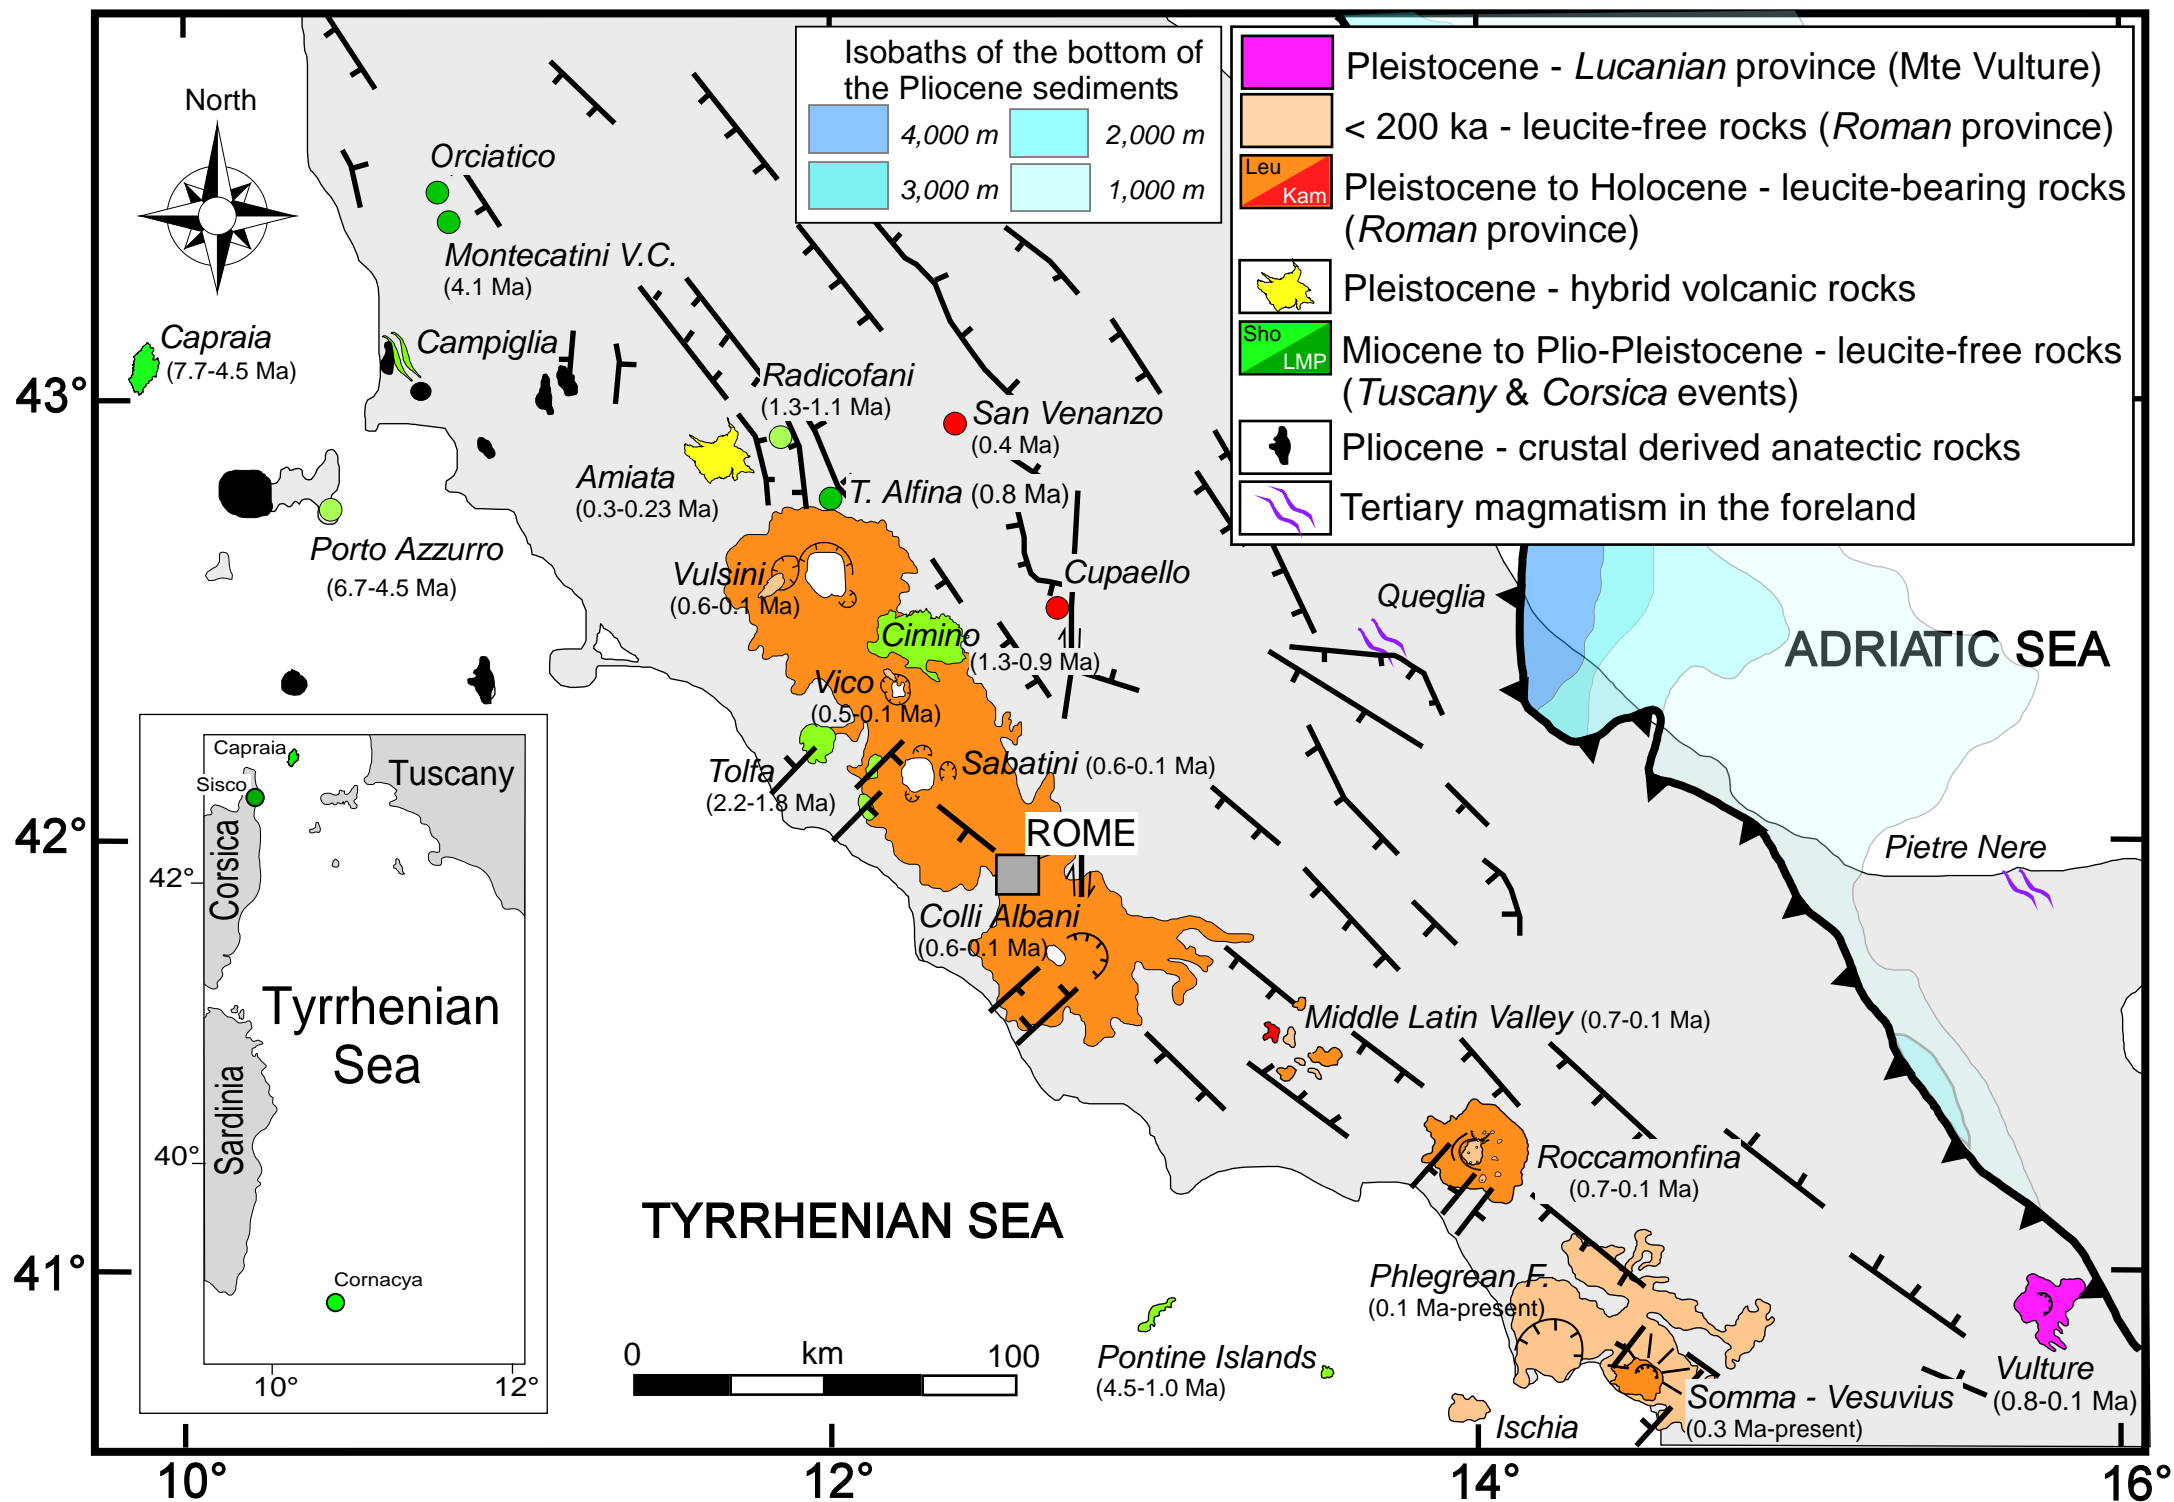 Isobaths of the bottom of
the Pliocene sediments
4,000 m
2,000 m
3,000 m
1,000 m
Pleistocene - Lucanian province (Mte Vulture)
< 200 ka - leucite-free rocks (Roman province)
Leu
Kam
Pleistocene to Holocene - leucite-bearing rocks
(Roman province)
Pleistocene - hybrid volcanic rocks
Sho
LMP
Miocene to Plio-Pleistocene - leucite-free rocks
(Tuscany & Corsica events)
Pliocene - crustal derived anatectic rocks
Tertiary magmatism in the foreland
North
Orciatico
Montecatini V.C.
(4.1 Ma)
Capraia
(7.7-4.5 Ma)
Campiglia
Radicofani
(1.3-1.1 Ma)
San Venanzo
(0.4 Ma)
43°
Amiata
(0.3-0.23 Ma)
T. Alfina (0.8 Ma)
Porto Azzurro
(6.7-4.5 Ma)
Vulsini
(0.6-0.1 Ma)
Cupaello
Queglia
Cimino
(1.3-0.9 Ma)
ADRIATIC SEA
Vico
(0.5-0.1 Ma)
Tolfa
(2.2-1.8 Ma)
Sabatini (0.6-0.1 Ma)
42°
ROME
Pietre Nere
Colli Albani
(0.6-0.1 Ma)
Middle Latin Valley (0.7-0.1 Ma)
Roccamonfina
(0.7-0.1 Ma)
TYRRHENIAN SEA
41°
Phlegrean F.
(0.1 Ma-present)
Pontine Islands
(4.5-1.0 Ma)
Ischia
Somma - Vesuvius
(0.3 Ma-present)
Vulture
(0.8-0.1 Ma)
0
km
100
Capraia
Sisco
Tuscany
Corsica
42°
Tyrrhenian
Sea
Sardinia
40°
Cornacya
10°
12°
10°
12°
14°
16°